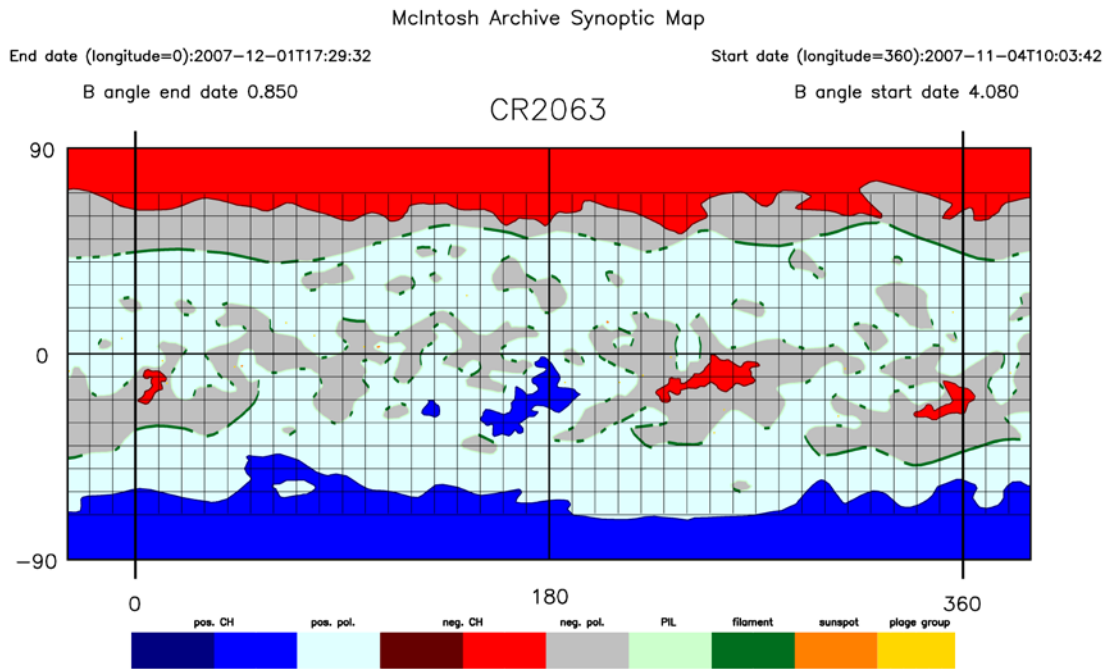 McIntosh Archive Synoptic Map
End date (longitude=0):2007-12-01T17:29:32
Start date (longitude=360):2007-11-04T10:03:42
B angle end date 0.850
B angle start date 4.080
CR2063
90
0
-90
0
180
360
pos. CH
pos. pol.
neg. CH
neg. pol.
PIL
filament
sunspot
plage group